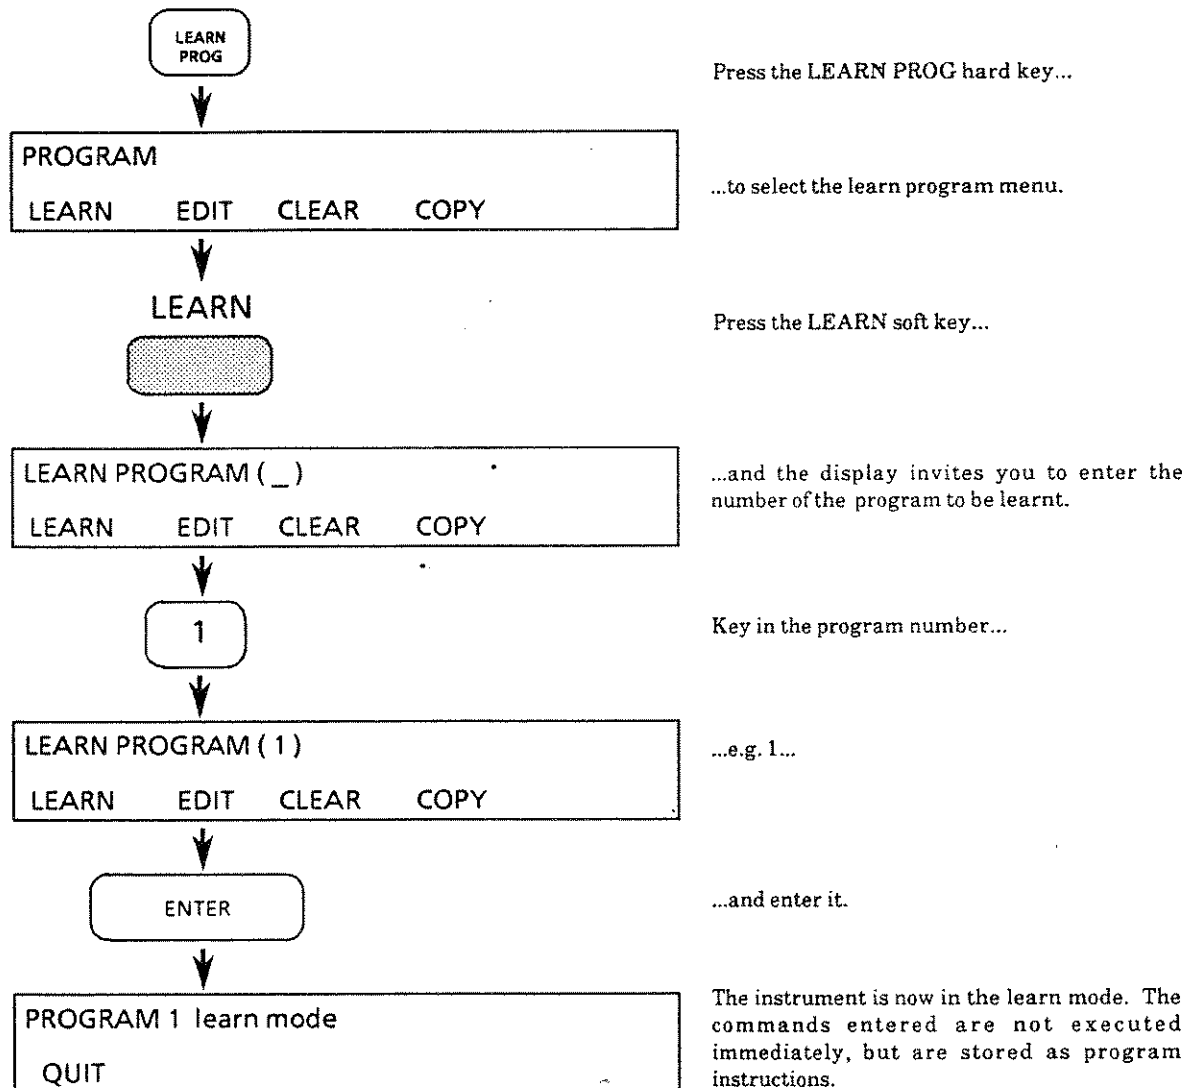 LEARN
PROG
Press the LEARN PROG hard key...
PROGRAM
LEARN EDIT CLEAR COPY
...to select the learn program menu.
LEARN
Press the LEARN soft key...
LEARN PROGRAM ( _ )
LEARN EDIT CLEAR COPY
...and the display invites you to enter the
number of the program to be learnt.
1
Key in the program number...
LEARN PROGRAM ( 1 )
LEARN EDIT CLEAR COPY
...e.g. 1...
ENTER
...and enter it.
PROGRAM 1 learn mode
QUIT
The instrument is now in the learn mode. The
commands entered are not executed
immediately, but are stored as program
instructions.